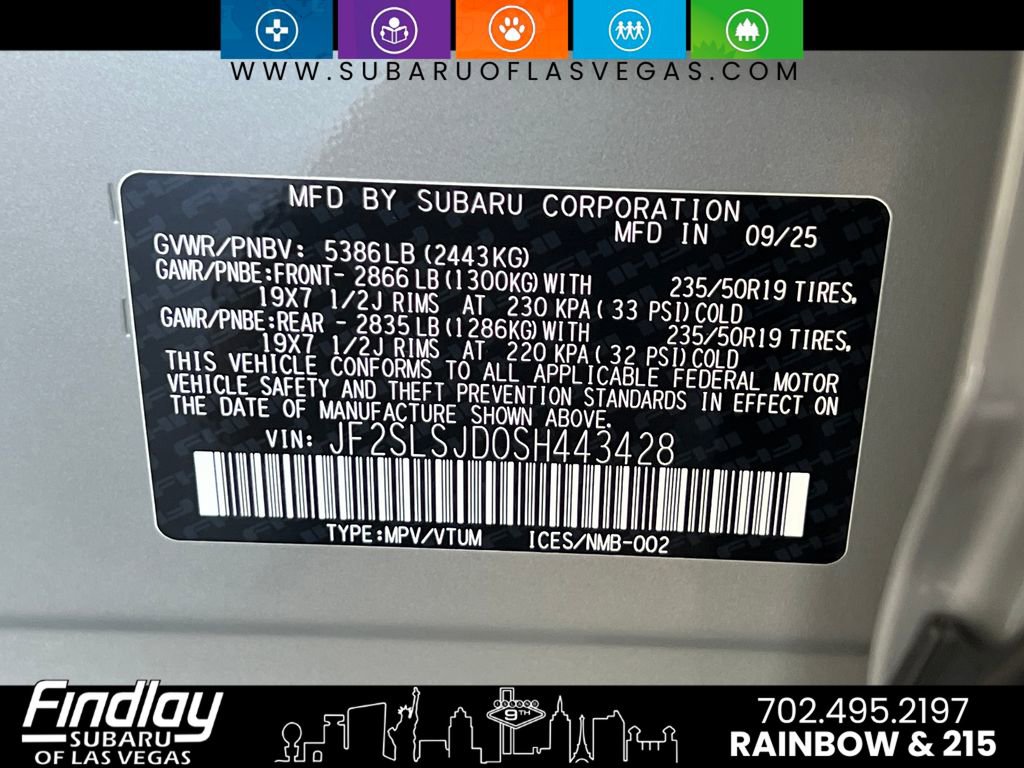 WWW.SUBARUOFLASVEGAS.COM
MFD BY SUBARU CORPORATION
MFD IN 09/25
GVWR/PNBV: 5386LB (2443KG)
GAWR/PNBE:FRONT- 2866LB(1300KG)WITH 235/50R19 TIRES,
19X7 1/2J RIMS AT 230 KPA( 33 PSI)COLD
GAWR/PNBE:REAR - 2835LB(1286KG)WITH 235/50R19 TIRES,
19X7 1/2J RIMS AT 220 KPA( 32 PSI)COLD
THIS VEHICLE CONFORMS TO ALL APPLICABLE FEDERAL MOTOR
VEHICLE SAFETY AND THEFT PREVENTION STANDARDS IN EFFECT ON
THE DATE OF MANUFACTURE SHOWN ABOVE.
VIN: JF2SLSJD0SH443428
TYPE:MPV/VTUM ICES/NMB-002
Findlay
SUBARU
OF LAS VEGAS
9TH
702.495.2197
RAINBOW & 215